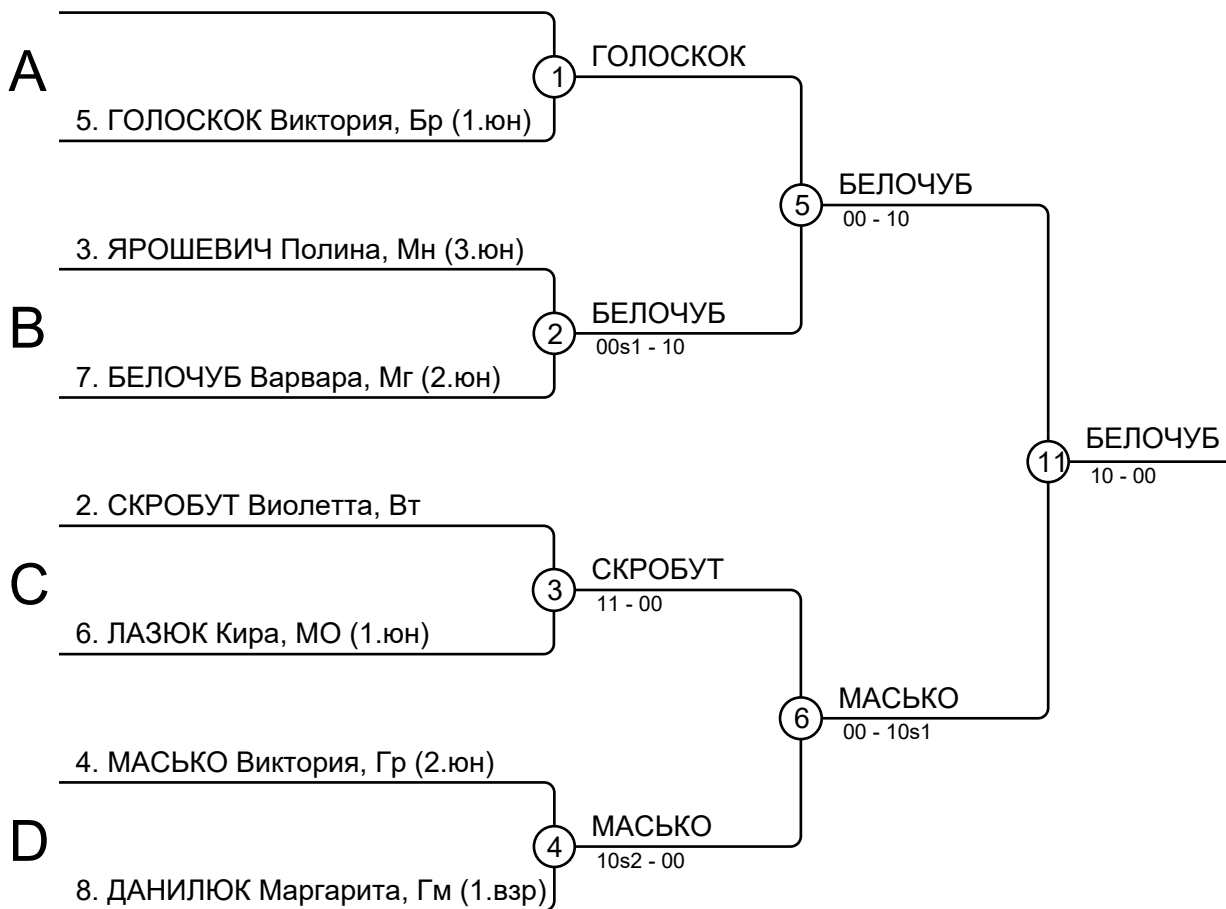 A
1
ГОЛОСКОК
5. ГОЛОСКОК Виктория, Бр (1.юн)
5
БЕЛОЧУБ
00 - 10
3. ЯРОШЕВИЧ Полина, Мн (3.юн)
B
2
БЕЛОЧУБ
00s1 - 10
7. БЕЛОЧУБ Варвара, Мг (2.юн)
11
БЕЛОЧУБ
10 - 00
2. СКРОБУТ Виолетта, Вт
C
3
СКРОБУТ
11 - 00
6. ЛАЗЮК Кира, МО (1.юн)
6
МАСЬКО
00 - 10s1
4. МАСЬКО Виктория, Гр (2.юн)
D
4
МАСЬКО
10s2 - 00
8. ДАНИЛЮК Маргарита, Гм (1.взр)